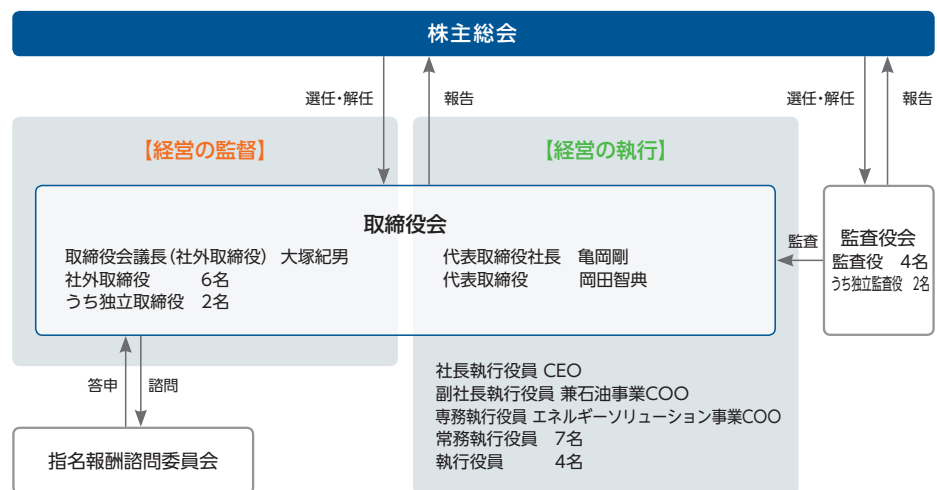 株主総会
選任・解任
報告
選任・解任
報告
【経営の監督】
【経営の執行】
取締役会
取締役会議長(社外取締役) 大塚紀男
社外取締役 6名
うち独立取締役 2名
代表取締役社長 亀岡剛
代表取締役 岡田智典
監査
監査役会
監査役 4名
うち独立監査役 2名
答申
諮問
指名報酬諮問委員会
社長執行役員 CEO
副社長執行役員 兼石油事業COO
専務執行役員 エネルギーソリューション事業COO
常務執行役員 7名
執行役員 4名